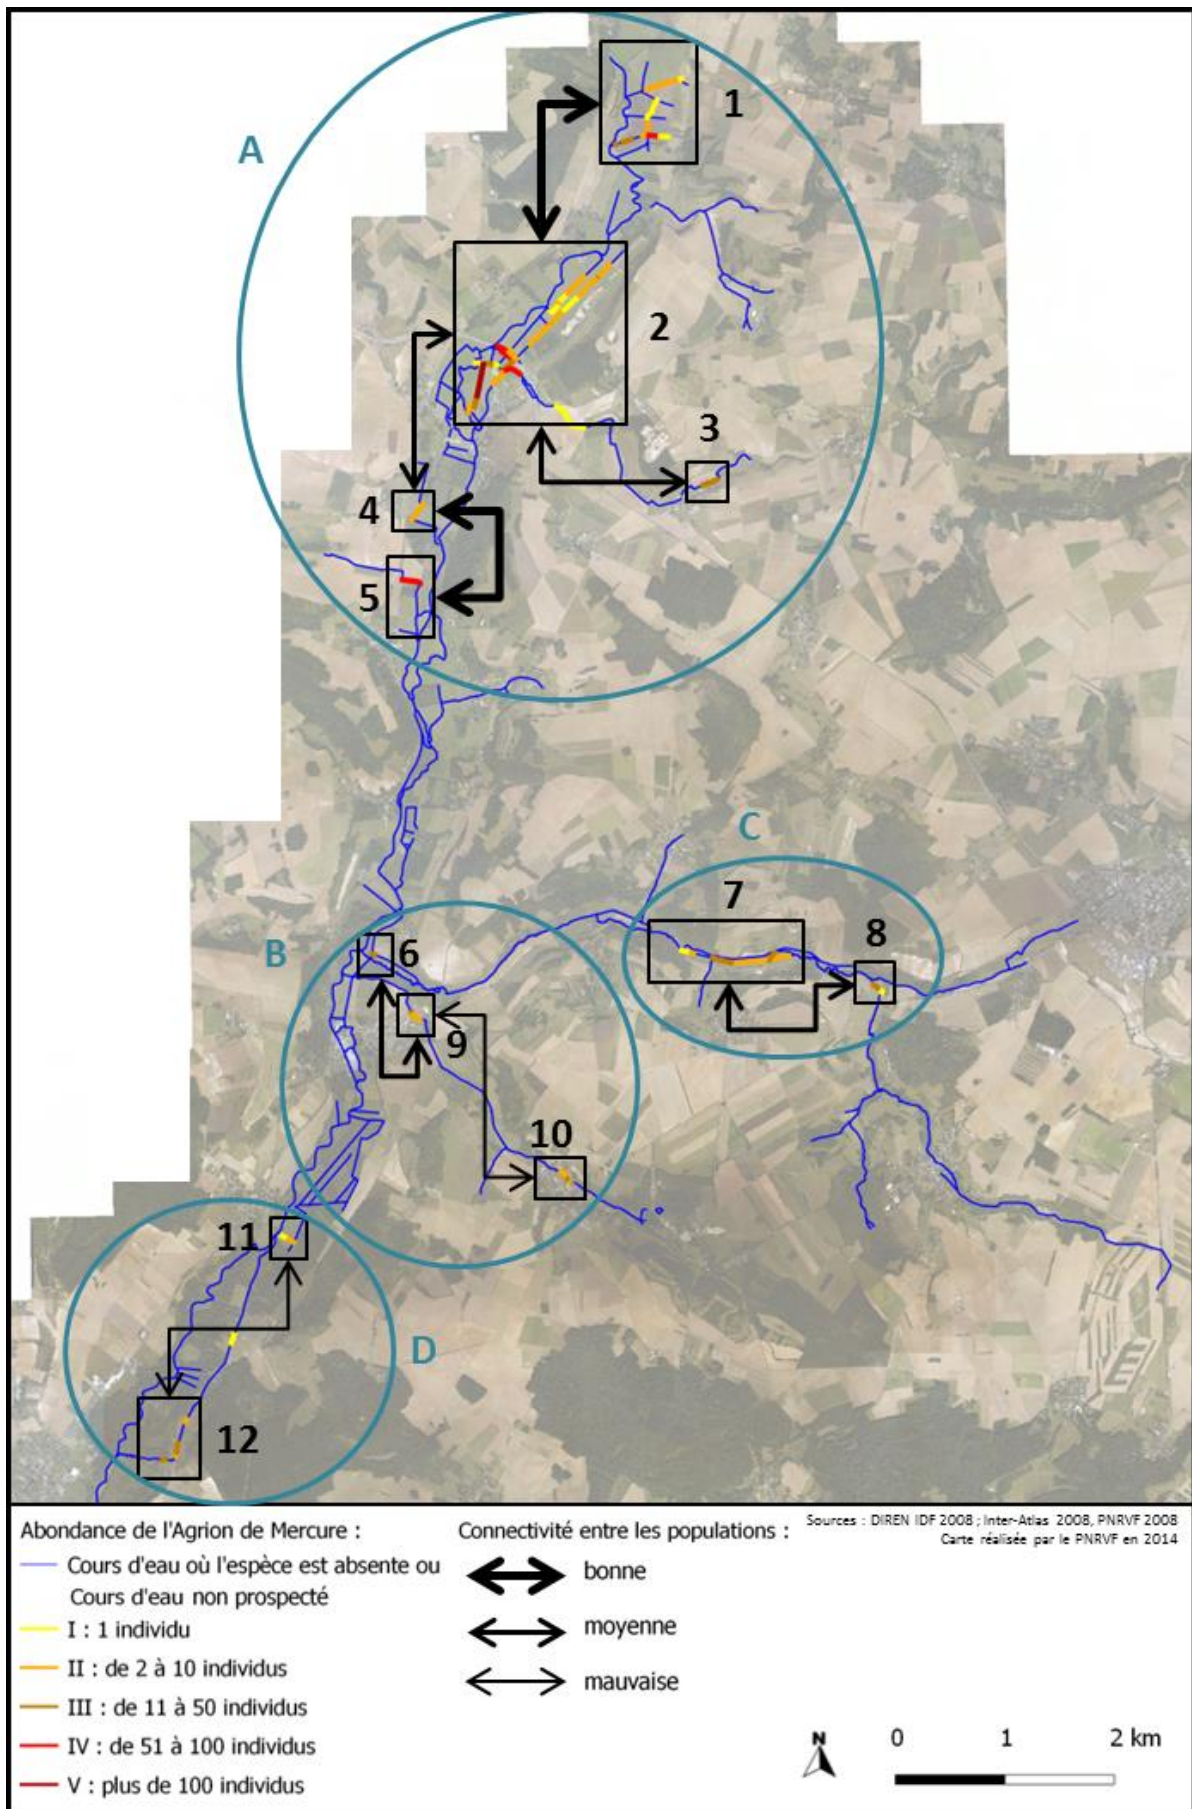 A
1
2
3
4
5
C
7
B
6
8
9
10
11
D
12
Abondance de l'Agrion de Mercure :
Cours d'eau où l'espèce est absente ou
Cours d'eau non prospecté
I : 1 individu
II : de 2 à 10 individus
III : de 11 à 50 individus
IV : de 51 à 100 individus
V : plus de 100 individus
Connectivité entre les populations :
bonne
moyenne
mauvaise
Sources : DIREN IDF 2008 ; Inter-Atlas 2008, PNRVF 2008
Carte réalisée par le PNRVF en 2014
N
0 1 2 km